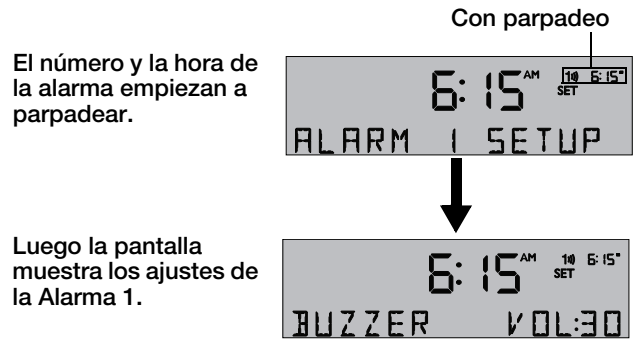 Con parpadeo
El número y la hora de
la alarma empiezan a
parpadear.
6:15 AM 1 6:15
SET
ALARM 1 SETUP
Luego la pantalla
muestra los ajustes de
la Alarma 1.
6:15 AM 1 6:15
SET
BUZZER VOL:30